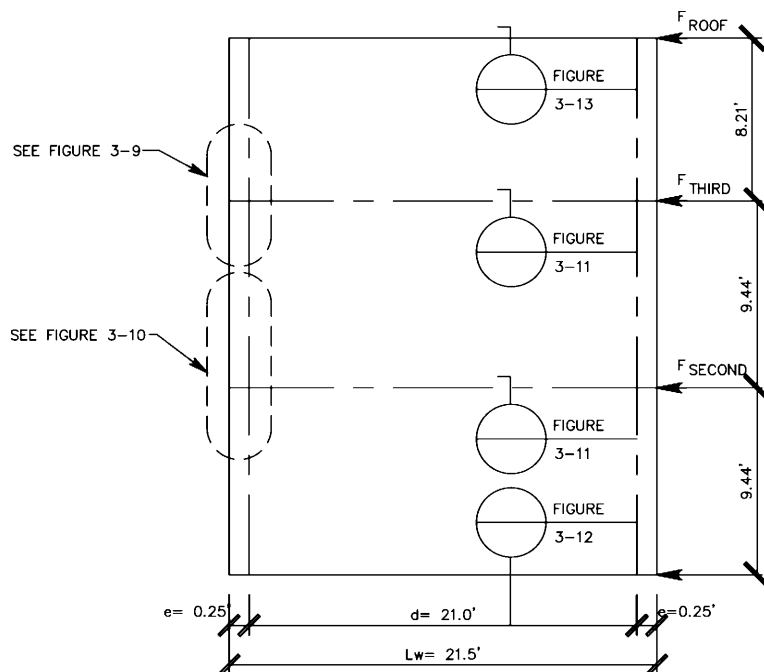 F ROOF
FIGURE
3-13
8.21'
SEE FIGURE 3-9
F THIRD
FIGURE
3-11
9.44'
SEE FIGURE 3-10
F SECOND
FIGURE
3-11
9.44'
FIGURE
3-12
e= 0.25'
d= 21.0'
e=0.25'
Lw= 21.5'